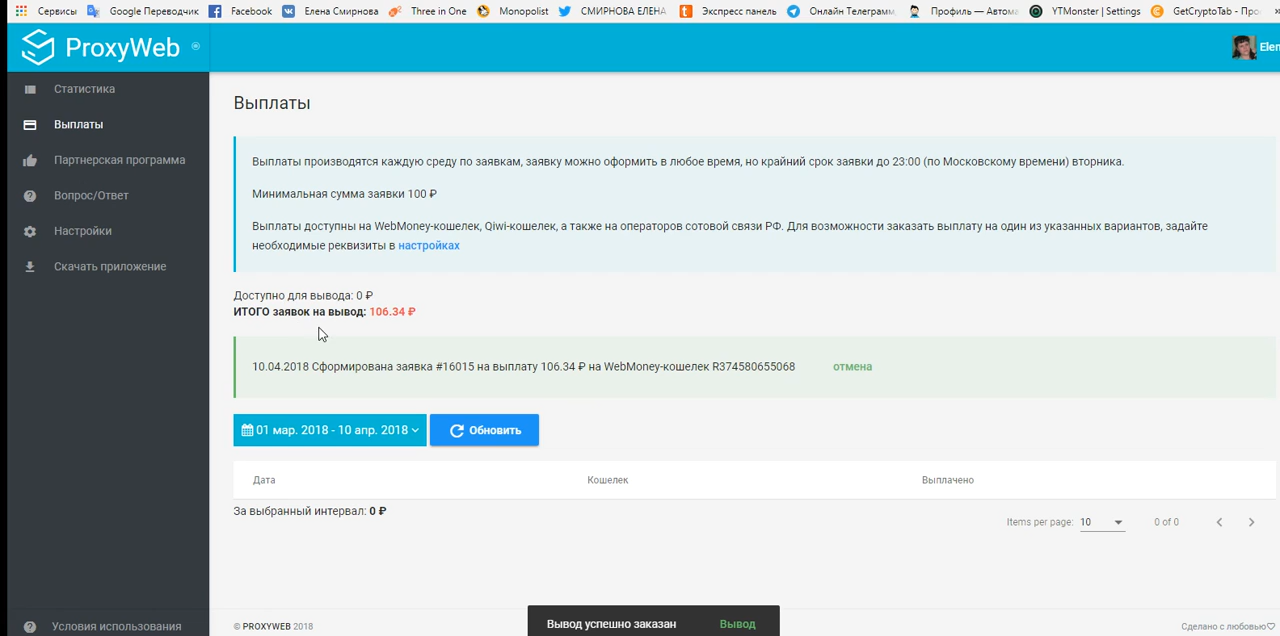 Сервисы Google Переводчик Facebook Елена Смирнова Three in One Monopolist СМИРНОВА ЕЛЕНА Экспресс панель Онлайн Телеграмм Профиль — Автома YTMonster | Settings GetCryptoTab - Про »
ProxyWeb ®
Elen
Статистика
Выплаты
Партнерская программа
Вопрос/Ответ
Настройки
Скачать приложение
Условия использования
Выплаты
Выплаты производятся каждую среду по заявкам, заявку можно оформить в любое время, но крайний срок заявки до 23:00 (по Московскому времени) вторника.
Минимальная сумма заявки 100 ₽
Выплаты доступны на WebMoney-кошелек, Qiwi-кошелек, а также на операторов сотовой связи РФ. Для возможности заказать выплату на один из указанных вариантов, задайте
необходимые реквизиты в настройках
Доступно для вывода: 0 ₽
ИТОГО заявок на вывод: 106.34 ₽
10.04.2018 Сформирована заявка #16015 на выплату 106.34 ₽ на WebMoney-кошелек R374580655068 отмена
01 мар. 2018 - 10 апр. 2018 Обновить
Дата Кошелек Выплачено
За выбранный интервал: 0 ₽
Items per page: 10 0 of 0
Вывод успешно заказан Вывод
© PROXYWEB 2018
Сделано с любовью♡